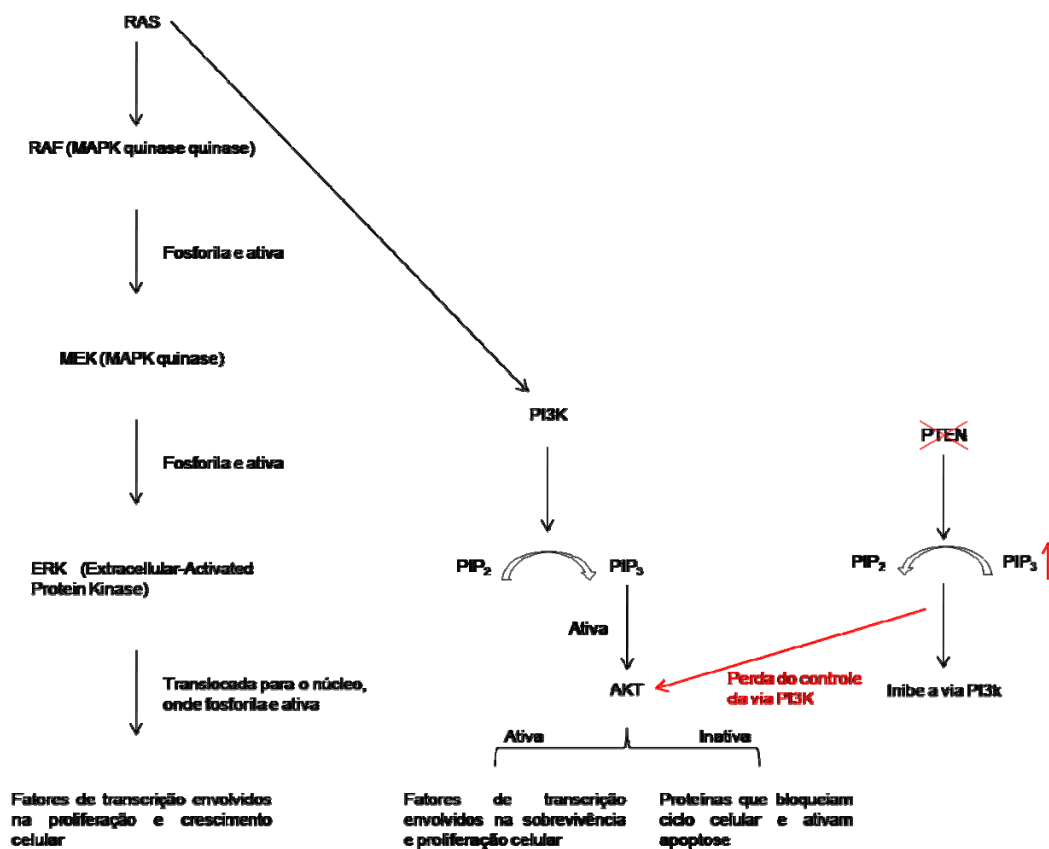 RAS
RAF (MAPK quinase quinase)
Fosforila e ativa
MEK (MAPK quinase)
PI3K
PTEN
Fosforila e ativa
ERK (Extracellular-Activated
Protein Kinase)
PIP2
PIP3
PIP2
PIP3
Ativa
Translocada para o núcleo,
onde fosforila e ativa
AKT
Perda do controle
da via PI3K
Inibe a via PI3k
Ativa
Inativa
Fatores de transcrição envolvidos
na proliferação e crescimento
celular
Fatores de transcrição
envolvidos na sobrevivência
e proliferação celular
Proteínas que bloqueiam
ciclo celular e ativam
apoptose